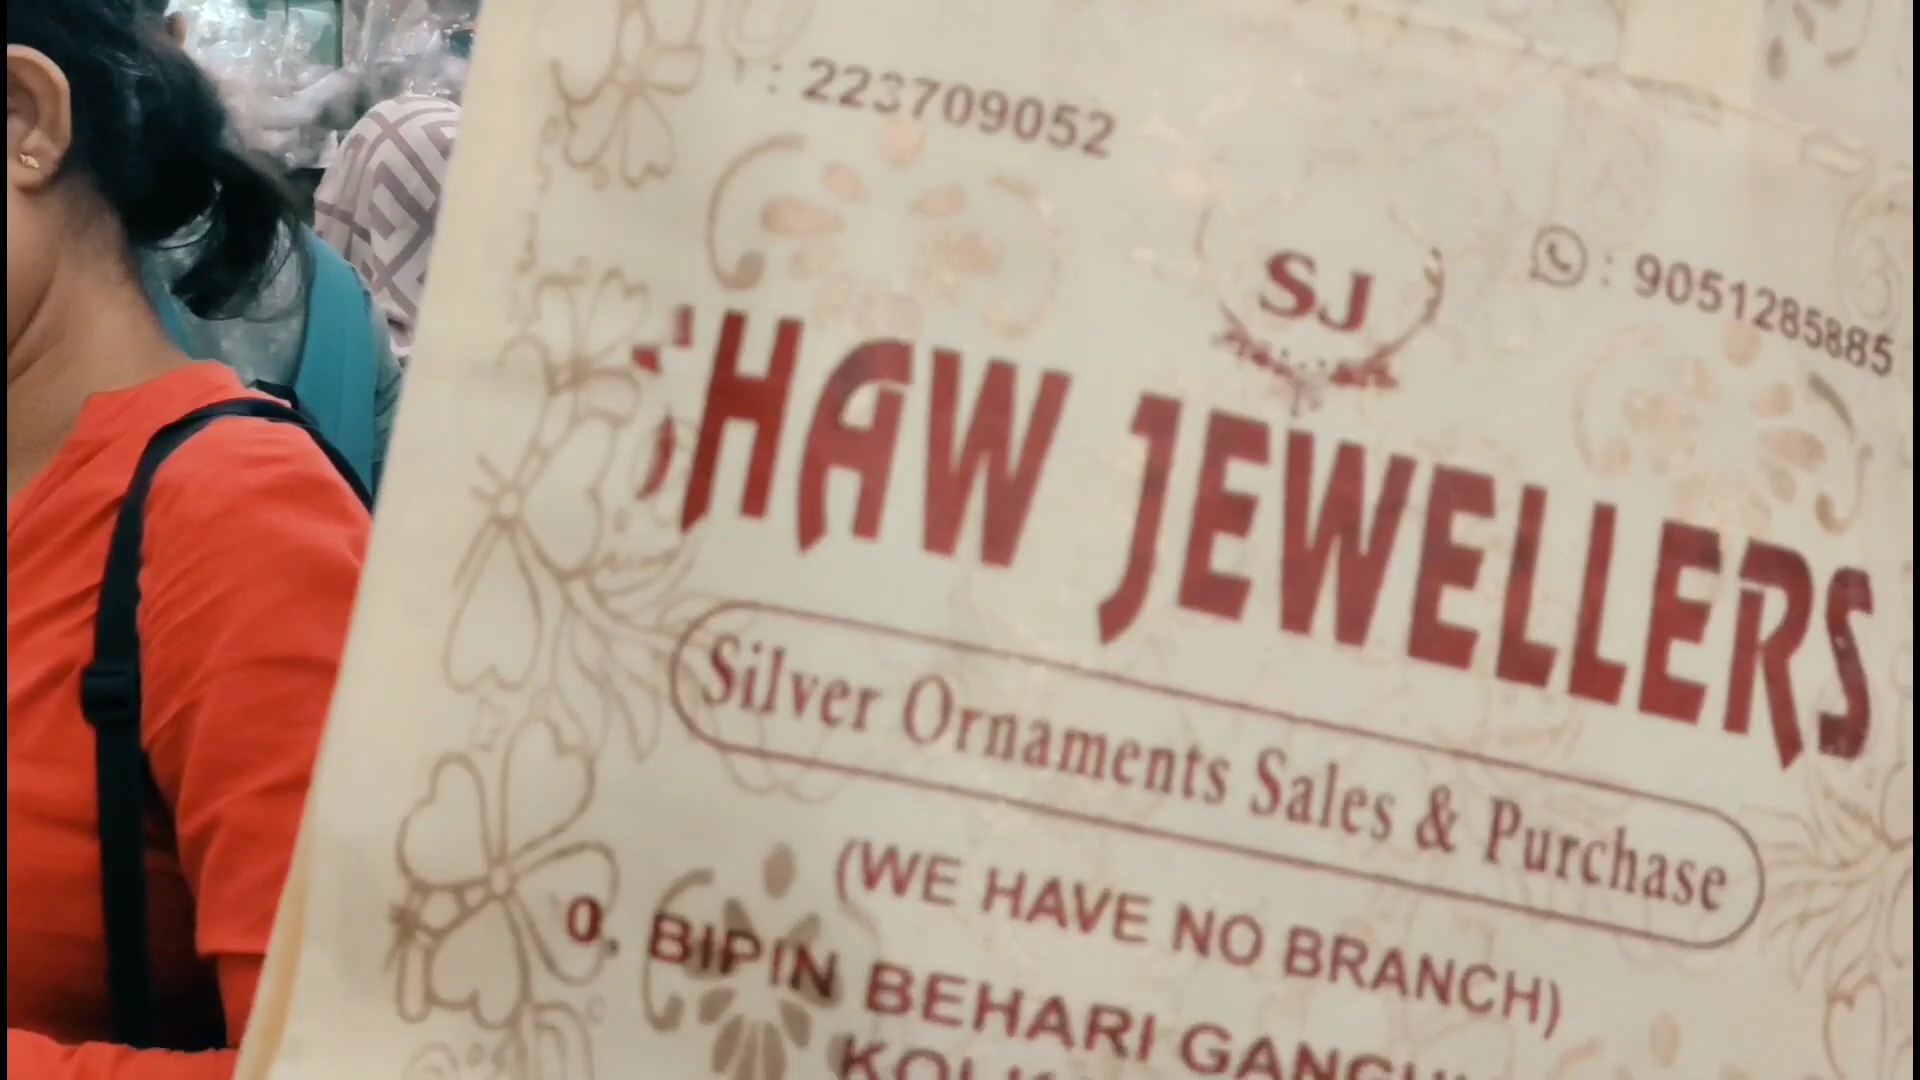 : 223709052
: 9051285885
SJ
HAW JEWELLERS
Silver Ornaments Sales & Purchase
(WE HAVE NO BRANCH)
0, BIPIN BEHARI